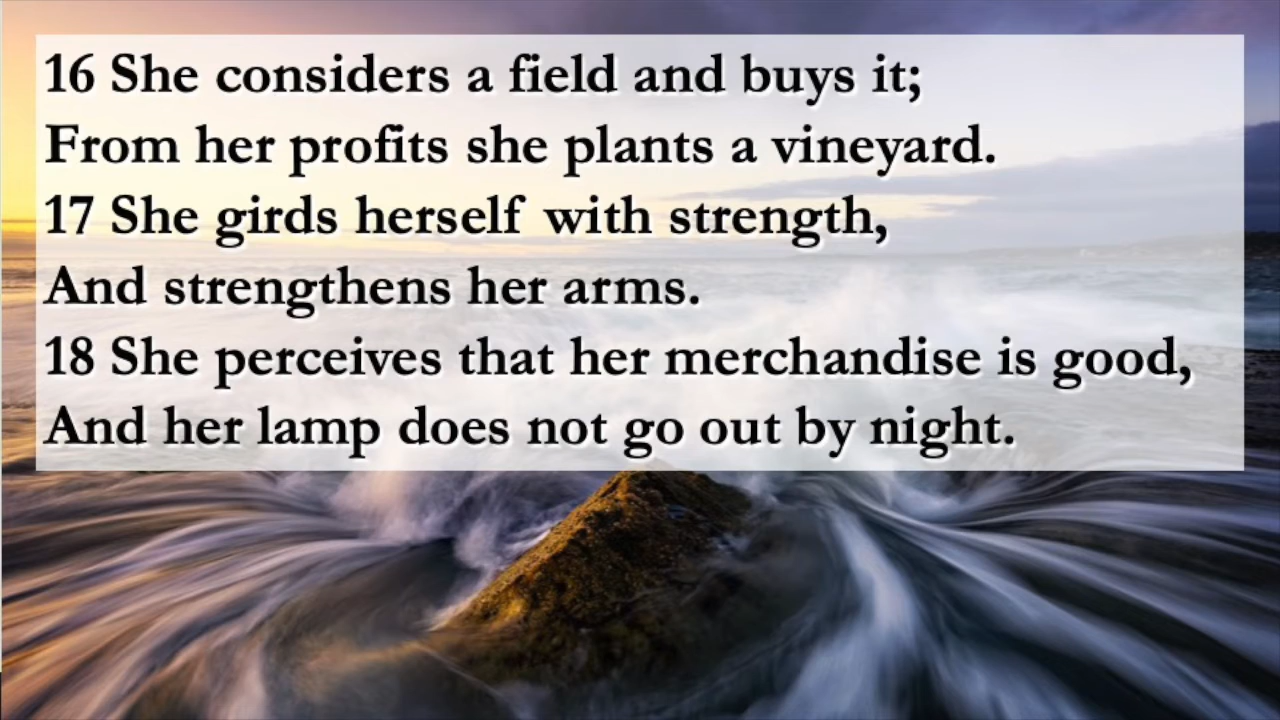 16 She considers a field and buys it;
From her profits she plants a vineyard.
17 She girds herself with strength,
And strengthens her arms.
18 She perceives that her merchandise is good,
And her lamp does not go out by night.